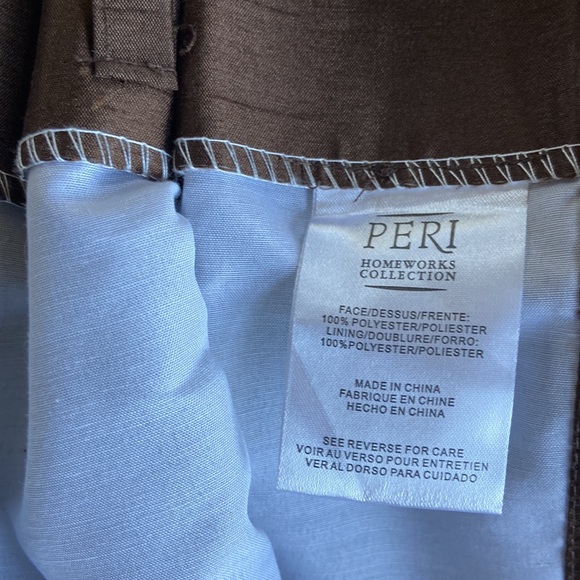 PERI
HOMEWORKS
COLLECTION
FACE/DESSUS/FRENTE:
100% POLYESTER/POLIESTER
LINING/DOUBLURE/FORRO:
100%POLYESTER/POLIESTER
MADE IN CHINA
FABRIQUE EN CHINE
HECHO EN CHINA
SEE REVERSE FOR CARE
VOIR AU VERSO POUR ENTRETIEN
VER AL DORSO PARA CUIDADO